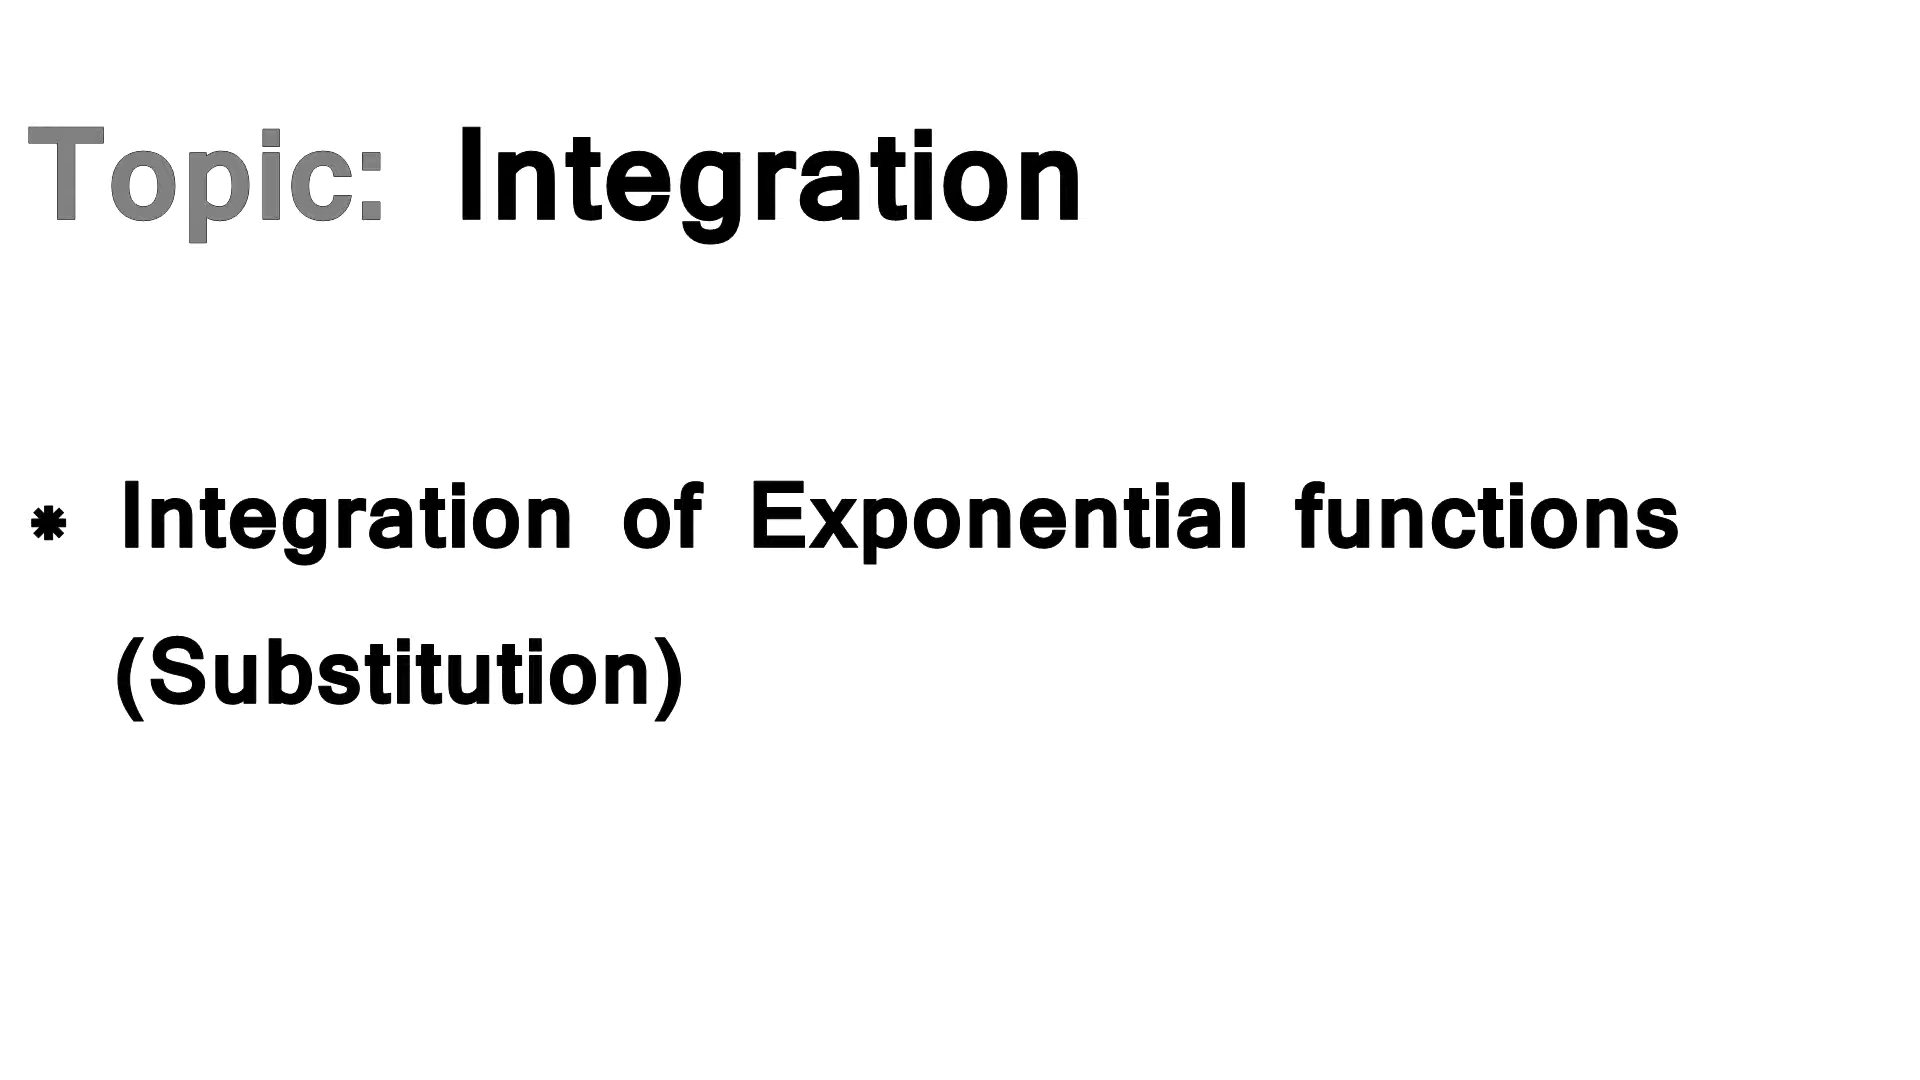 Topic: Integration
* Integration of Exponential functions
(Substitution)